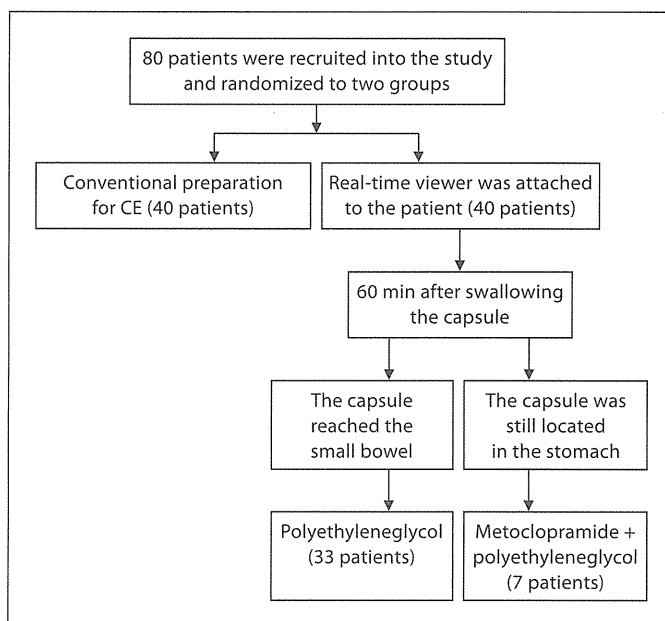 80 patients were recruited into the study
and randomized to two groups
Conventional preparation
for CE (40 patients)
Real-time viewer was attached
to the patient (40 patients)
60 min after swallowing
the capsule
The capsule
reached the
small bowel
The capsule was
still located
in the stomach
Polyethyleneglycol
(33 patients)
Metoclopramide +
polyethyleneglycol
(7 patients)